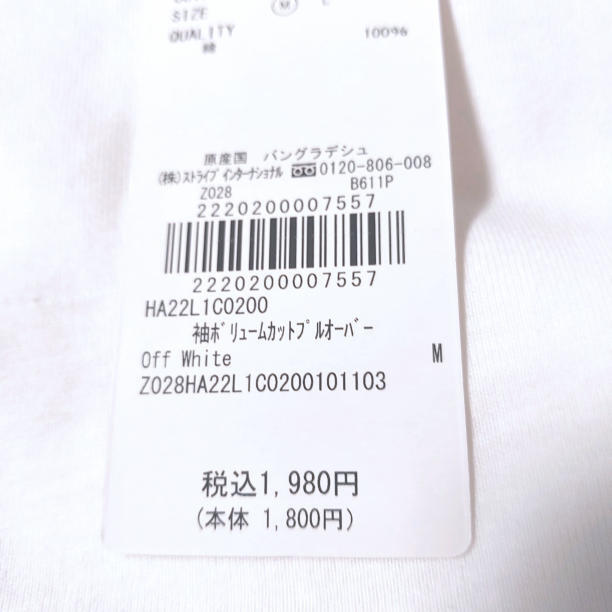 SIZE M L
QUALITY
綿 100%
原産国 バングラデシュ
(株)ストライプ インターナショナル 0120-806-008
Z028 B611P
2220200007557
2220200007557
HA22L1C0200
袖ボリュームカットプルオーバー
Off White M
Z028HA22L1C0200101103
税込1,980円
(本体 1,800円)